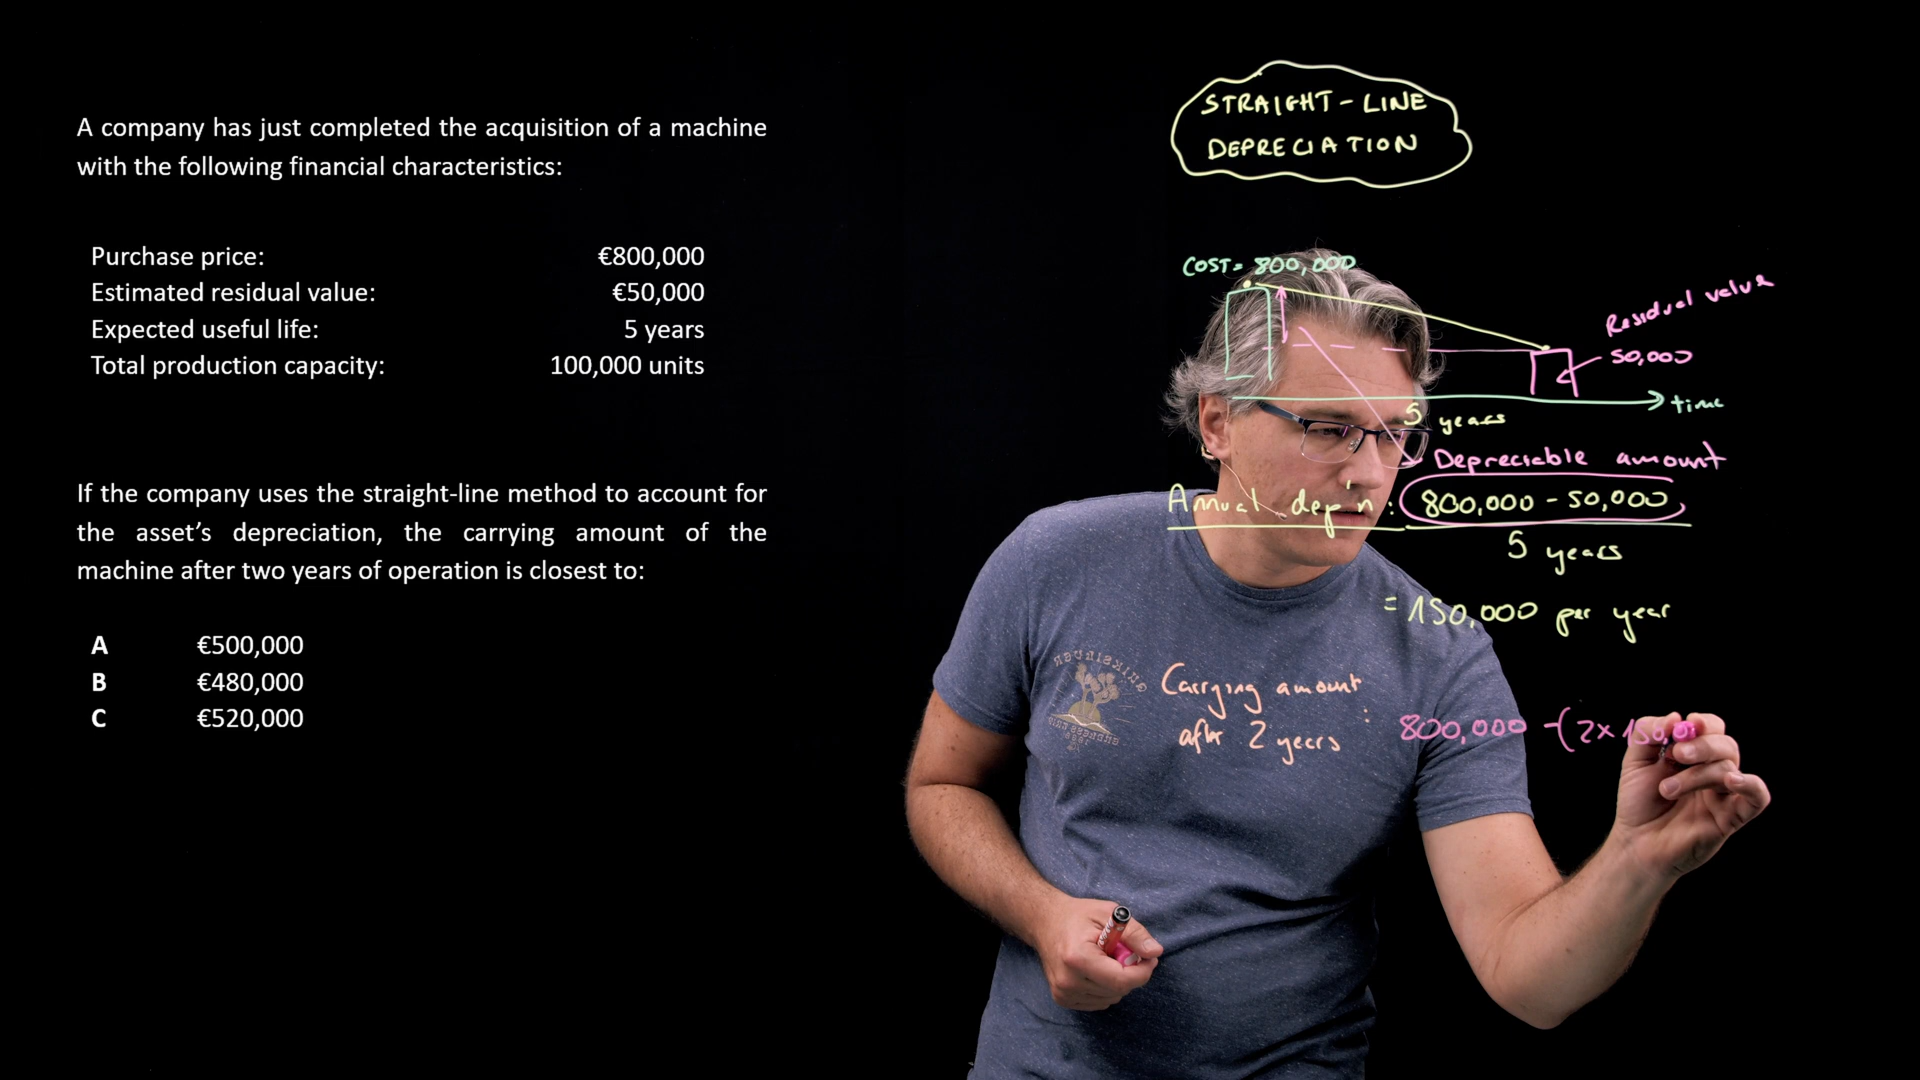 A company has just completed the acquisition of a machine
with the following financial characteristics:
Purchase price: €800,000
Estimated residual value: €50,000
Expected useful life: 5 years
Total production capacity: 100,000 units
If the company uses the straight-line method to account for
the asset’s depreciation, the carrying amount of the
machine after two years of operation is closest to:
A €500,000
B €480,000
C €520,000
STRAIGHT-LINE
DEPRECIATION
COST = 800,000
Residual value
50,000
time
5 years
Depreciable amount
Annual dep'n: 800,000 - 50,000
5 years
= 150,000 per year
Carrying amount
after 2 years : 800,000 - (2 x 150,0
QUIKSILVER